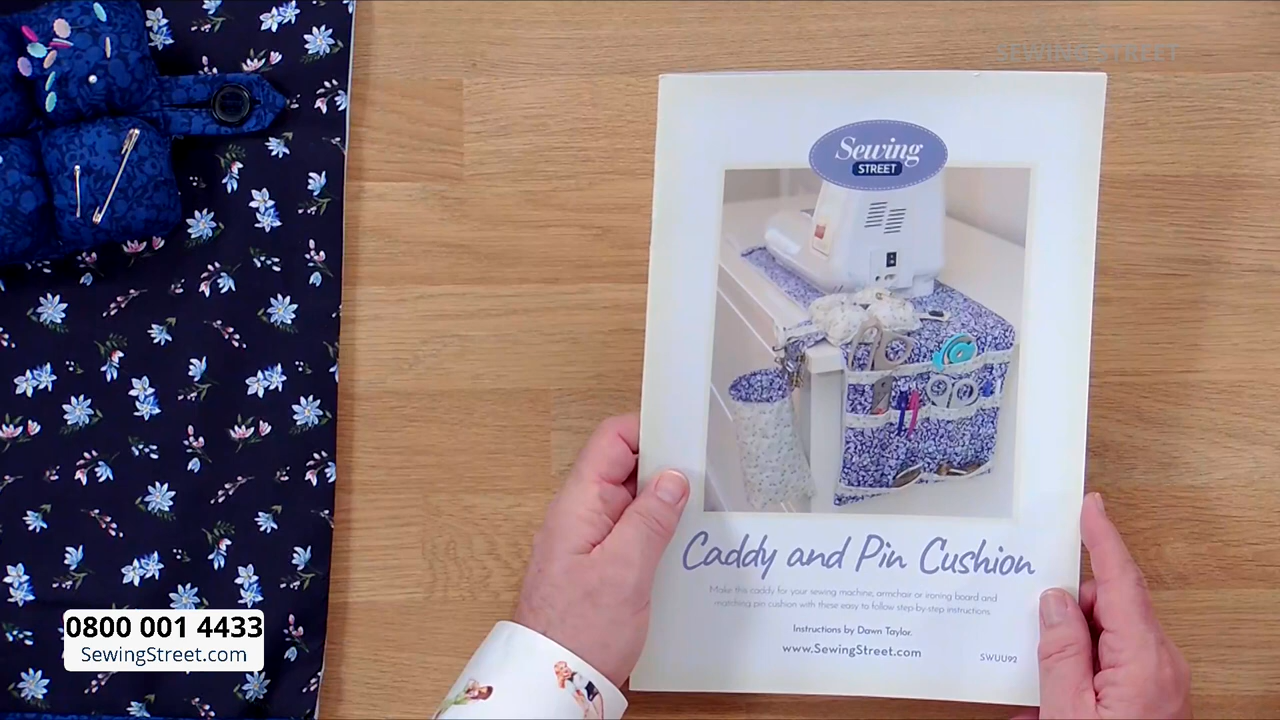 SEWING STREET
Sewing
STREET
Caddy and Pin Cushion
Make this caddy for your sewing machine, armchair or ironing board and
matching pin cushion with these easy to follow step-by-step instructions.
Instructions by Dawn Taylor.
www.SewingStreet.com
SWUU92
0800 001 4433
SewingStreet.com